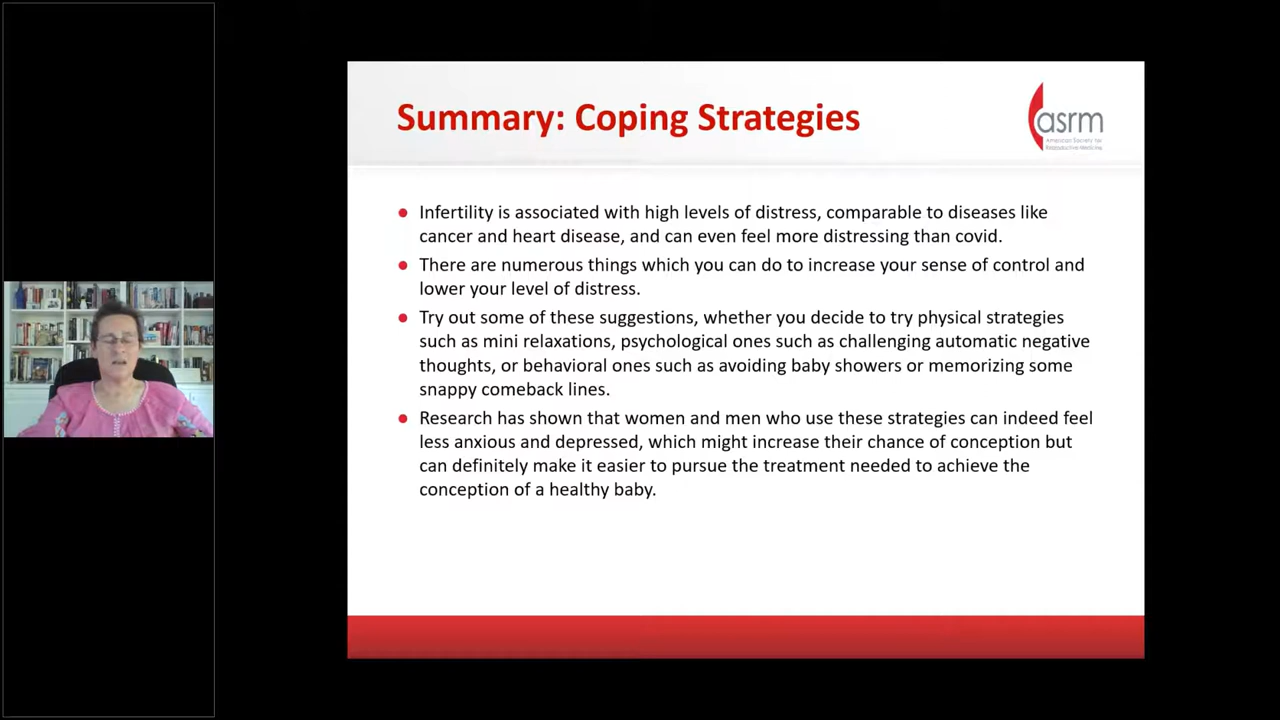 Summary: Coping Strategies
asrm
American Society for
Reproductive Medicine
Infertility is associated with high levels of distress, comparable to diseases like
cancer and heart disease, and can even feel more distressing than covid.
There are numerous things which you can do to increase your sense of control and
lower your level of distress.
Try out some of these suggestions, whether you decide to try physical strategies
such as mini relaxations, psychological ones such as challenging automatic negative
thoughts, or behavioral ones such as avoiding baby showers or memorizing some
snappy comeback lines.
Research has shown that women and men who use these strategies can indeed feel
less anxious and depressed, which might increase their chance of conception but
can definitely make it easier to pursue the treatment needed to achieve the
conception of a healthy baby.